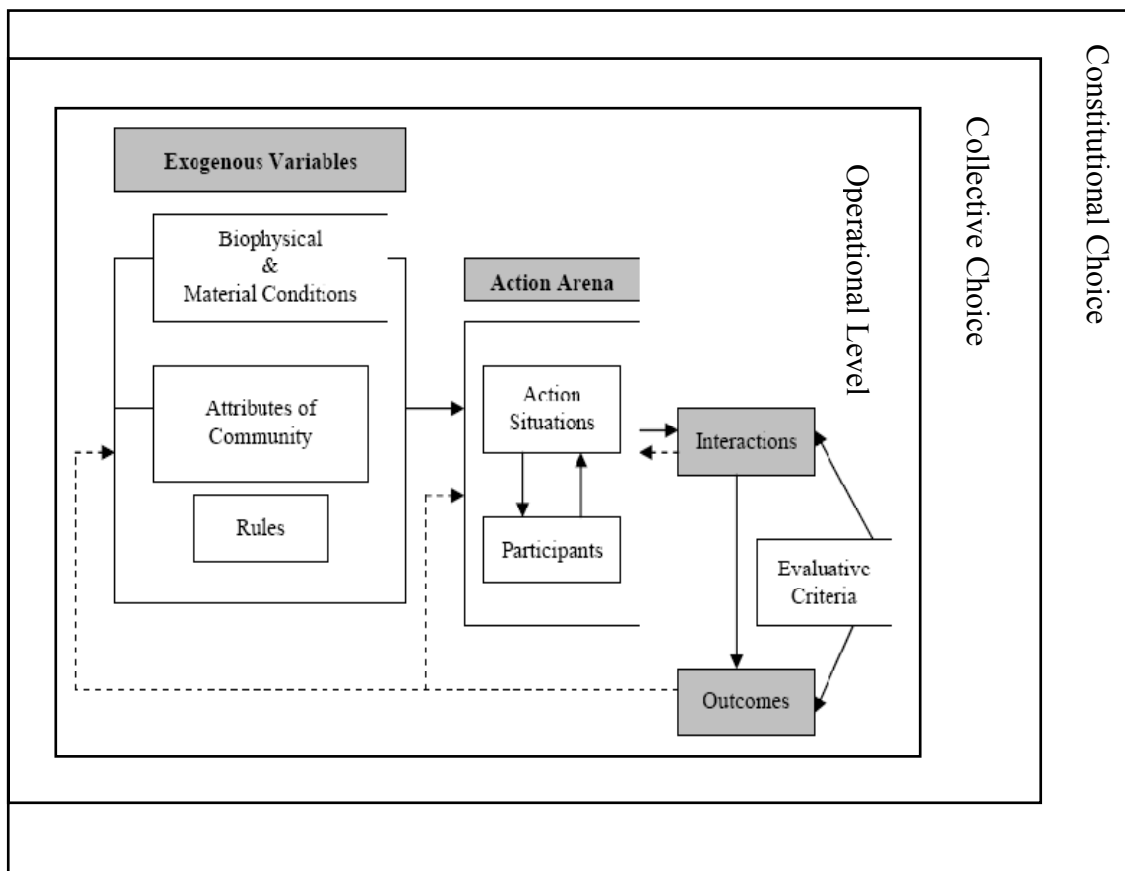 Exogenous Variables
Biophysical
&
Material Conditions
Attributes of
Community
Rules
Action Arena
Action
Situations
Participants
Interactions
Outcomes
Evaluative
Criteria
Operational Level
Collective Choice
Constitutional Choice